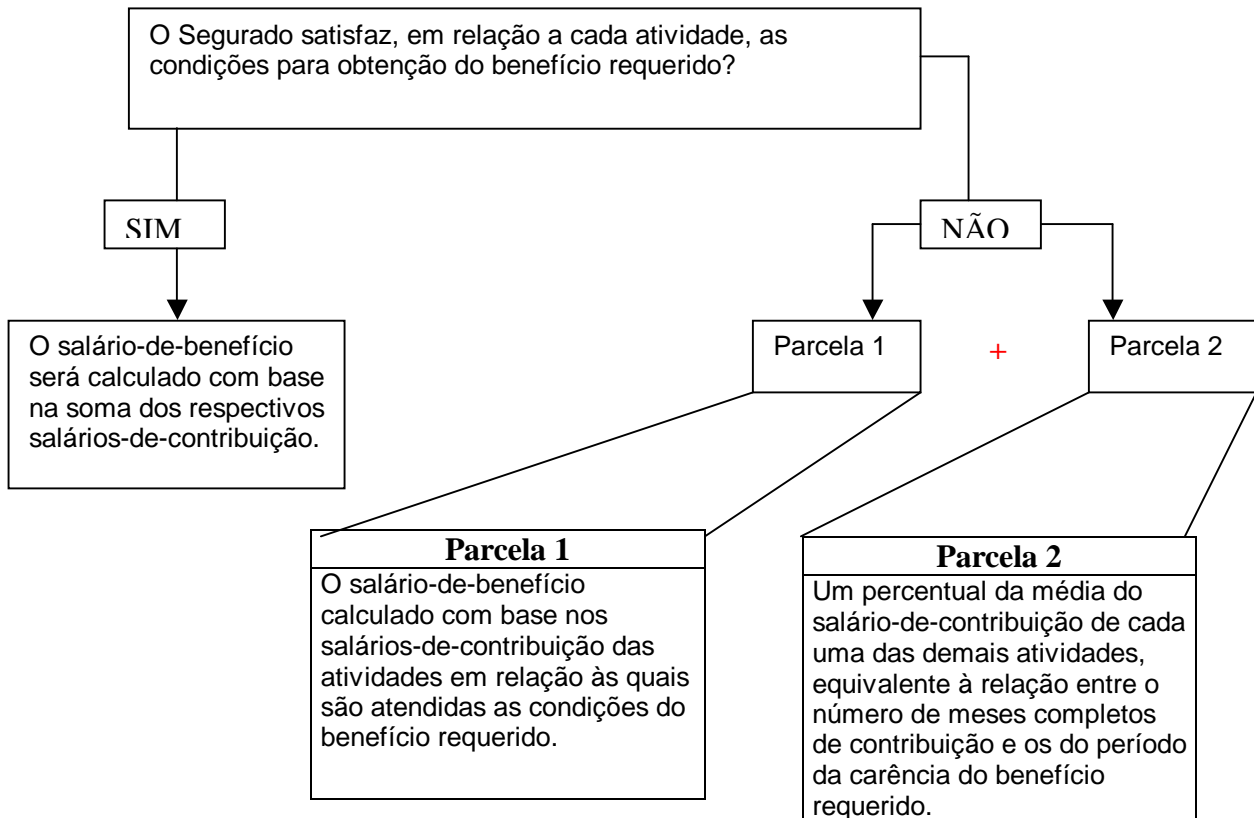 O Segurado satisfaz, em relação a cada atividade, as
condições para obtenção do benefício requerido?
SIM
NÃO
O salário-de-benefício
será calculado com base
na soma dos respectivos
salários-de-contribuição.
Parcela 1
+
Parcela 2
Parcela 1
O salário-de-benefício
calculado com base nos
salários-de-contribuição das
atividades em relação às quais
são atendidas as condições do
benefício requerido.
Parcela 2
Um percentual da média do
salário-de-contribuição de cada
uma das demais atividades,
equivalente à relação entre o
número de meses completos
de contribuição e os do período
da carência do benefício
requerido.